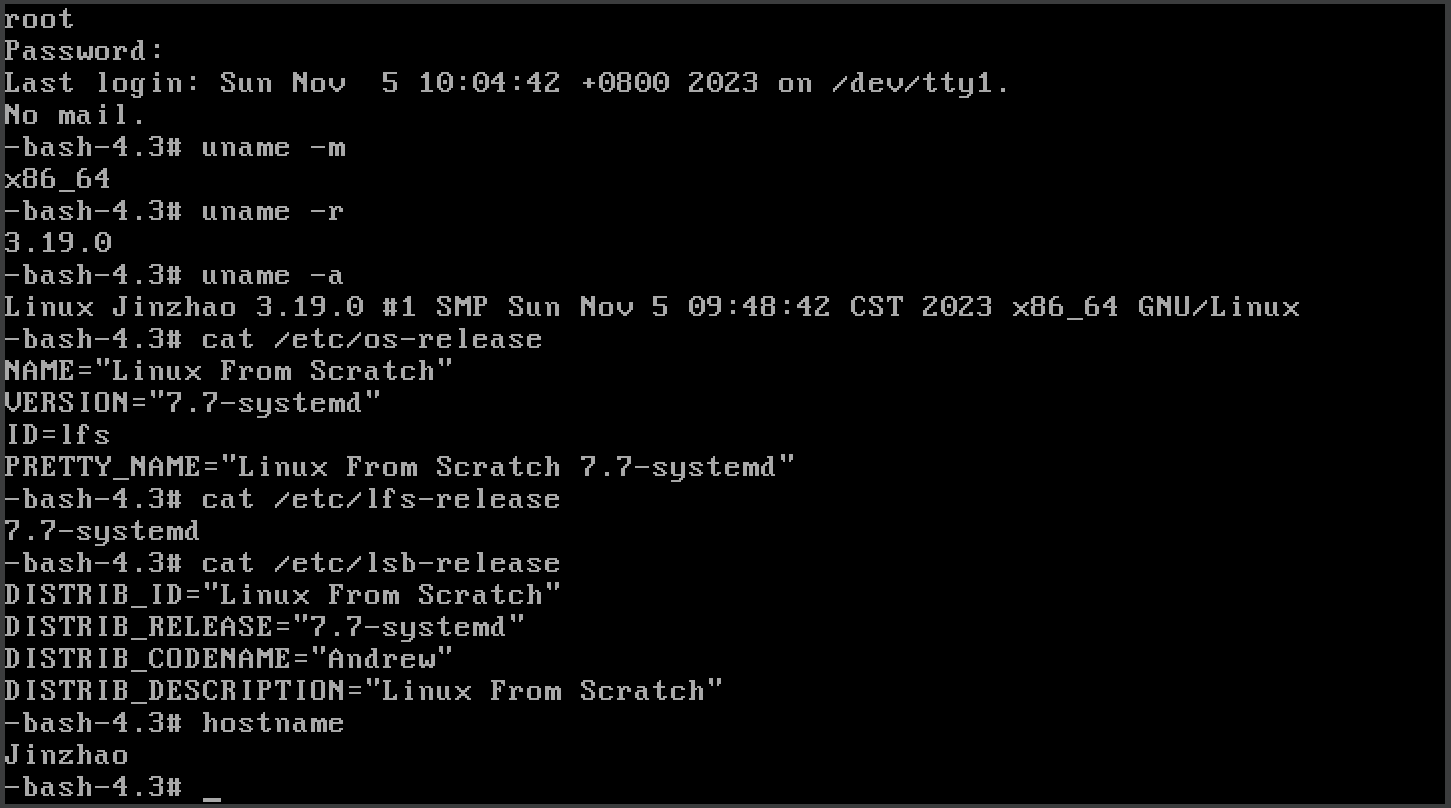 root
Password:
Last login: Sun Nov  5 10:04:42 +0800 2023 on /dev/tty1.
No mail.
-bash-4.3# uname -m
x86_64
-bash-4.3# uname -r
3.19.0
-bash-4.3# uname -a
Linux Jinzhao 3.19.0 #1 SMP Sun Nov 5 09:48:42 CST 2023 x86_64 GNU/Linux
-bash-4.3# cat /etc/os-release
NAME="Linux From Scratch"
VERSION="7.7-systemd"
ID=lfs
PRETTY_NAME="Linux From Scratch 7.7-systemd"
-bash-4.3# cat /etc/lfs-release
7.7-systemd
-bash-4.3# cat /etc/lsb-release
DISTRIB_ID="Linux From Scratch"
DISTRIB_RELEASE="7.7-systemd"
DISTRIB_CODENAME="Andrew"
DISTRIB_DESCRIPTION="Linux From Scratch"
-bash-4.3# hostname
Jinzhao
-bash-4.3# _